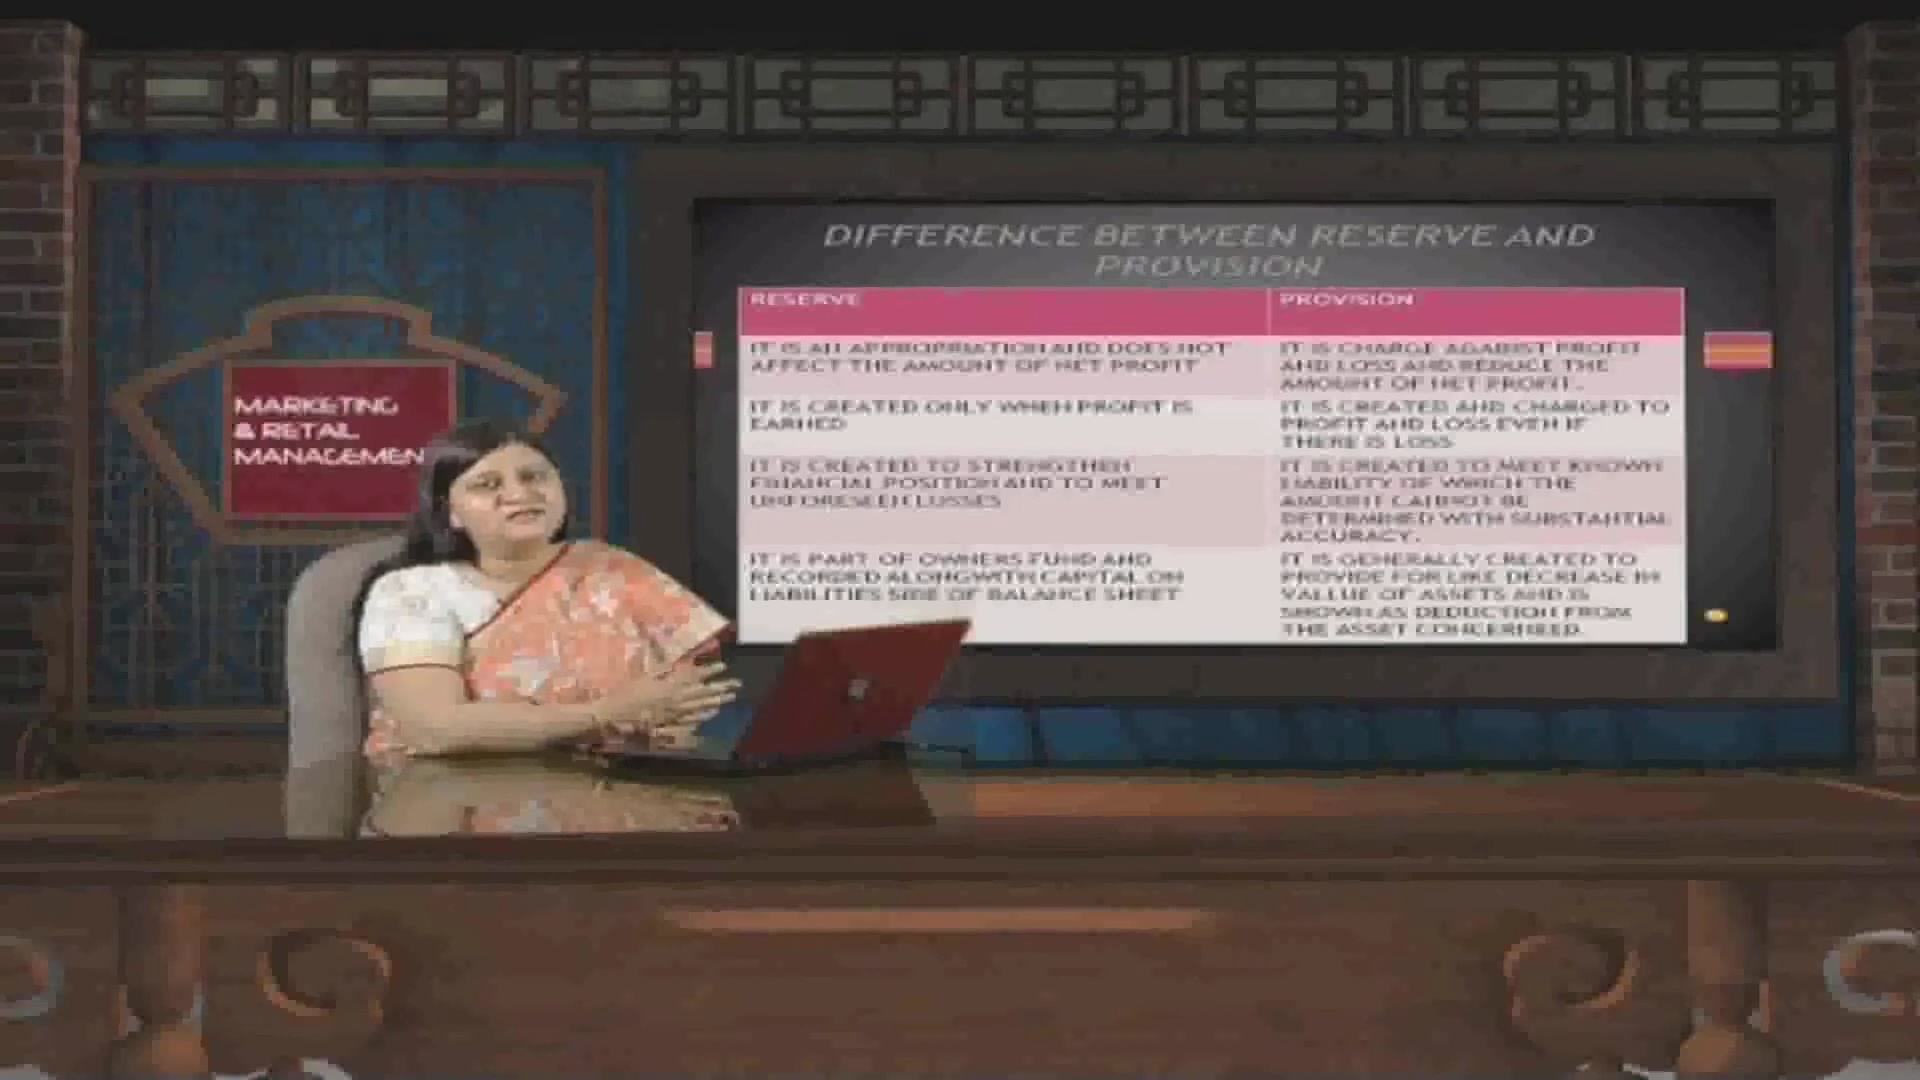 MARKETING
& RETAIL
MANAGEMEN
DIFFERENCE BETWEEN RESERVE AND
PROVISION
RESERVE
IT IS AN APPROPRIATION AND DOES NOT
AFFECT THE AMOUNT OF NET PROFIT
IT IS CREATED ONLY WHEN PROFIT IS
EARNED
IT IS CREATED TO STRENGTHEN
FINANCIAL POSITION AND TO MEET
UNFORESEEN LOSSES
IT IS PART OF OWNERS FUND AND
RECORDED ALONGWITH CAPITAL ON
LIABILITIES SIDE OF BALANCE SHEET
PROVISION
IT IS CHARGE AGAINST PROFIT
AND LOSS AND REDUCE THE
AMOUNT OF NET PROFIT.
IT IS CREATED AND CHARGED TO
PROFIT AND LOSS EVEN IF
THERE IS LOSS
IT IS CREATED TO MEET KNOWN
LIABILITY OF WHICH THE
AMOUNT CANNOT BE
DETERMINED WITH SUBSTANTIAL
ACCURACY.
IT IS GENERALLY CREATED TO
PROVIDE FOR LIKE DECREASE IN
VALLUE OF ASSETS AND IS
SHOWN AS DEDUCTION FROM
THE ASSET CONCERNEED.